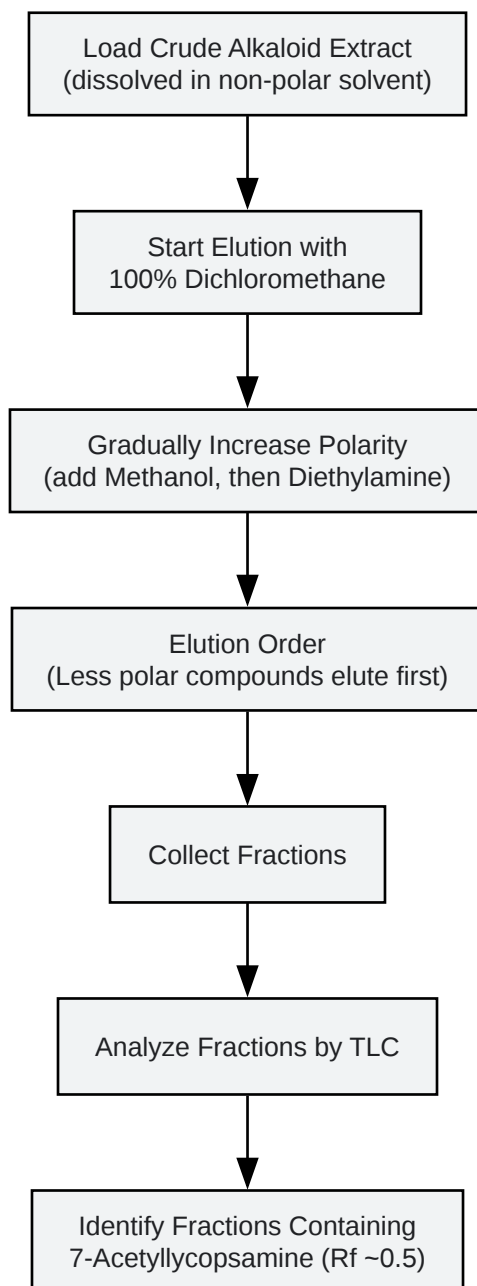 Load Crude Alkaloid Extract
(dissolved in non-polar solvent)
Start Elution with
100% Dichloromethane
Gradually Increase Polarity
(add Methanol, then Diethylamine)
Elution Order
(Less polar compounds elute first)
Collect Fractions
Analyze Fractions by TLC
Identify Fractions Containing
7-Acetyllycopsamine (Rf ~0.5)